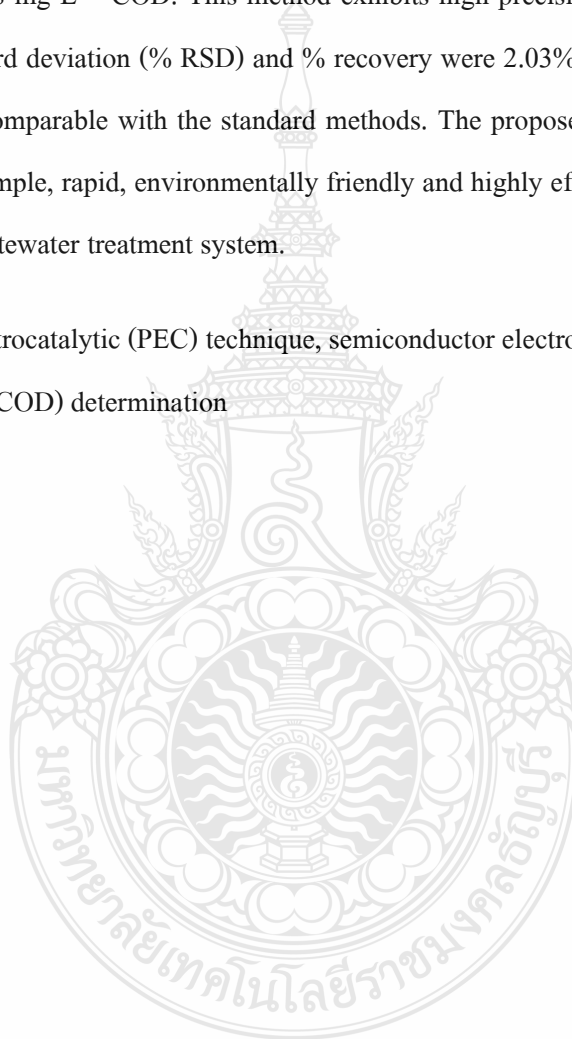 mg L COD. This method exhibits high precisi
rd deviation (% RSD) and % recovery were 2.03%
omparable with the standard methods. The propose
mple, rapid, environmentally friendly and highly ef
tewater treatment system.
trocatalytic (PEC) technique, semiconductor electro
COD) determination
มหาวิทยาลัยเทคโนโลยีราชมงคลธัญบุรี